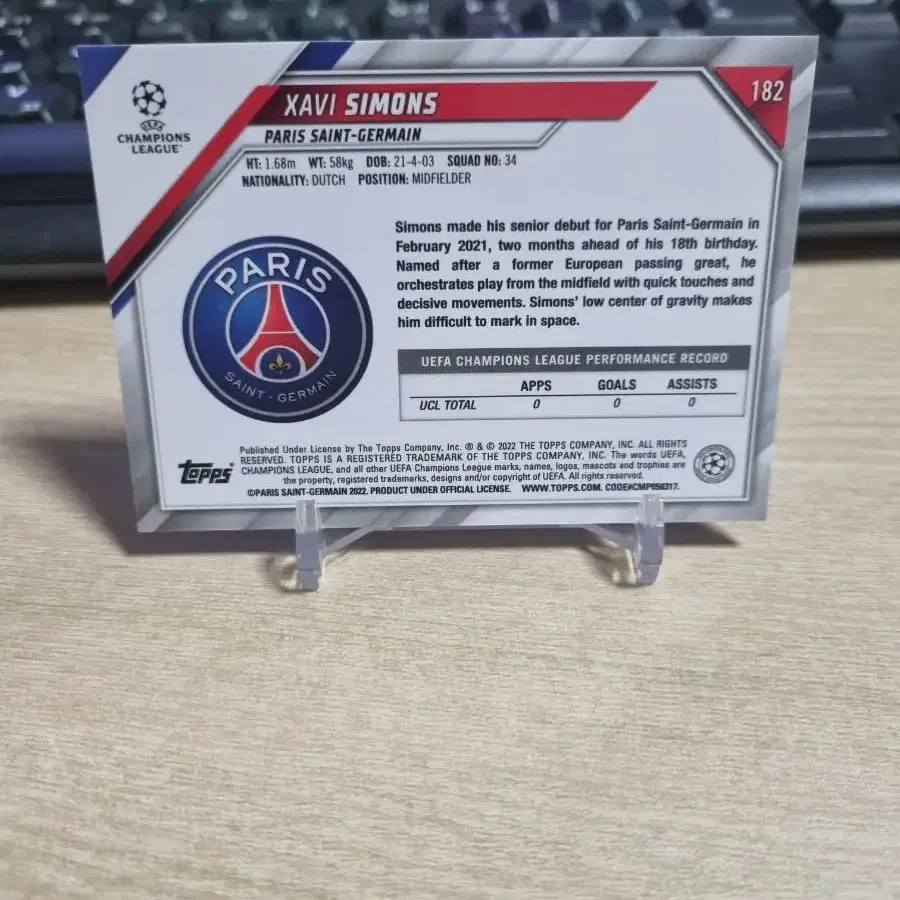 182
XAVI SIMONS
UEFA
CHAMPIONS
LEAGUE
PARIS SAINT-GERMAIN
HT: 1.68m WT: 58kg DOB: 21-4-03 SQUAD NO: 34
NATIONALITY: DUTCH POSITION: MIDFIELDER
Simons made his senior debut for Paris Saint-Germain in
February 2021, two months ahead of his 18th birthday.
Named after a former European passing great, he
orchestrates play from the midfield with quick touches and
decisive movements. Simons' low center of gravity makes
him difficult to mark in space.
PARIS
SAINT-GERMAIN
UEFA CHAMPIONS LEAGUE PERFORMANCE RECORD
APPS GOALS ASSISTS
UCL TOTAL 0 0 0
topps
Published Under License by The Topps Company, Inc. ® & © 2022 THE TOPPS COMPANY, INC. ALL RIGHTS
RESERVED. TOPPS IS A REGISTERED TRADEMARK OF THE TOPPS COMPANY, INC. The words UEFA,
CHAMPIONS LEAGUE, and all other UEFA Champions League marks, names, logos, mascots and trophies are
the property, registered trademarks, designs and/or copyright of UEFA. All rights reserved.
©PARIS SAINT-GERMAIN 2022. PRODUCT UNDER OFFICIAL LICENSE. WWW.TOPPS.COM. CODE#CMP050317.